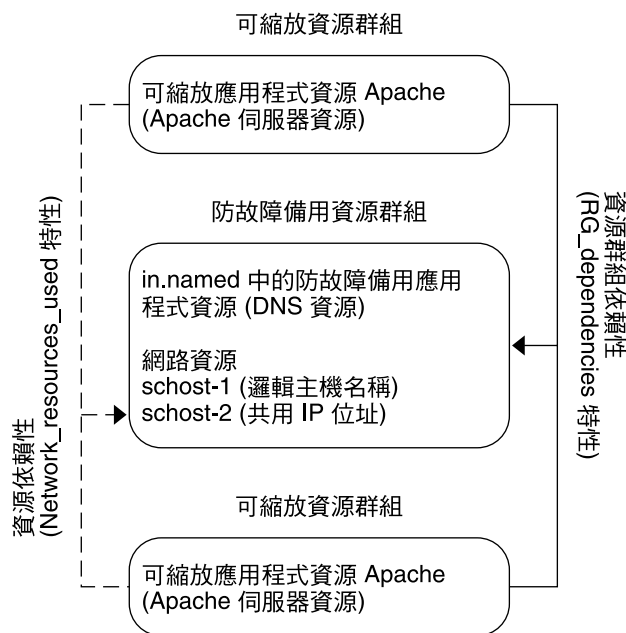 可縮放資源群組
可縮放應用程式資源 Apache
(Apache 伺服器資源)
防故障備用資源群組
in.named 中的防故障備用應用
程式資源 (DNS 資源)
網路資源
schost-1 (邏輯主機名稱)
schost-2 (共用 IP 位址)
可縮放資源群組
可縮放應用程式資源 Apache
(Apache 伺服器資源)
資源依賴性
(Network_resources_used 特性)
資源群組依賴性
(RG_dependencies 特性)